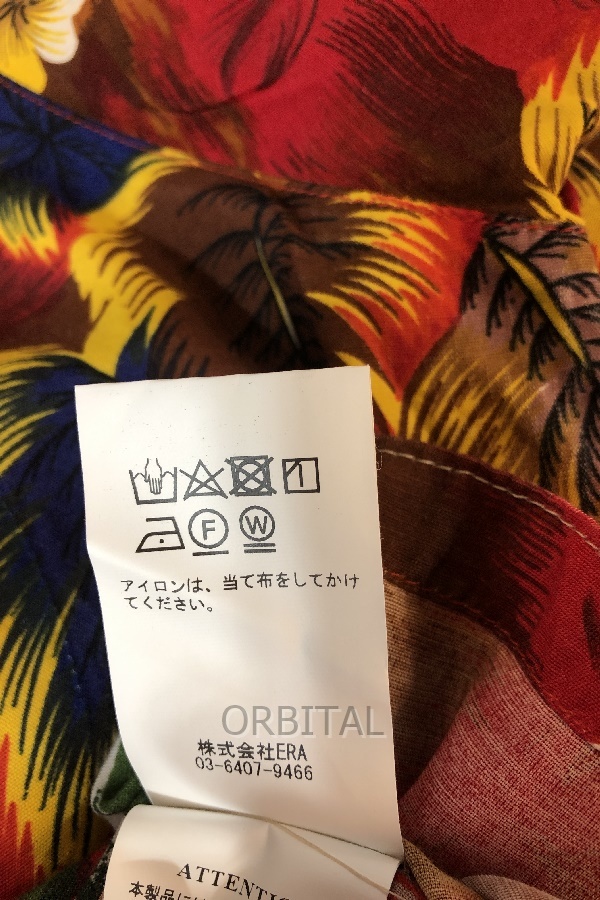 F W
アイロンは、当て布をしてかけ
てください。
ORBITAL
株式会社ERA
03-6407-9466
本製品に